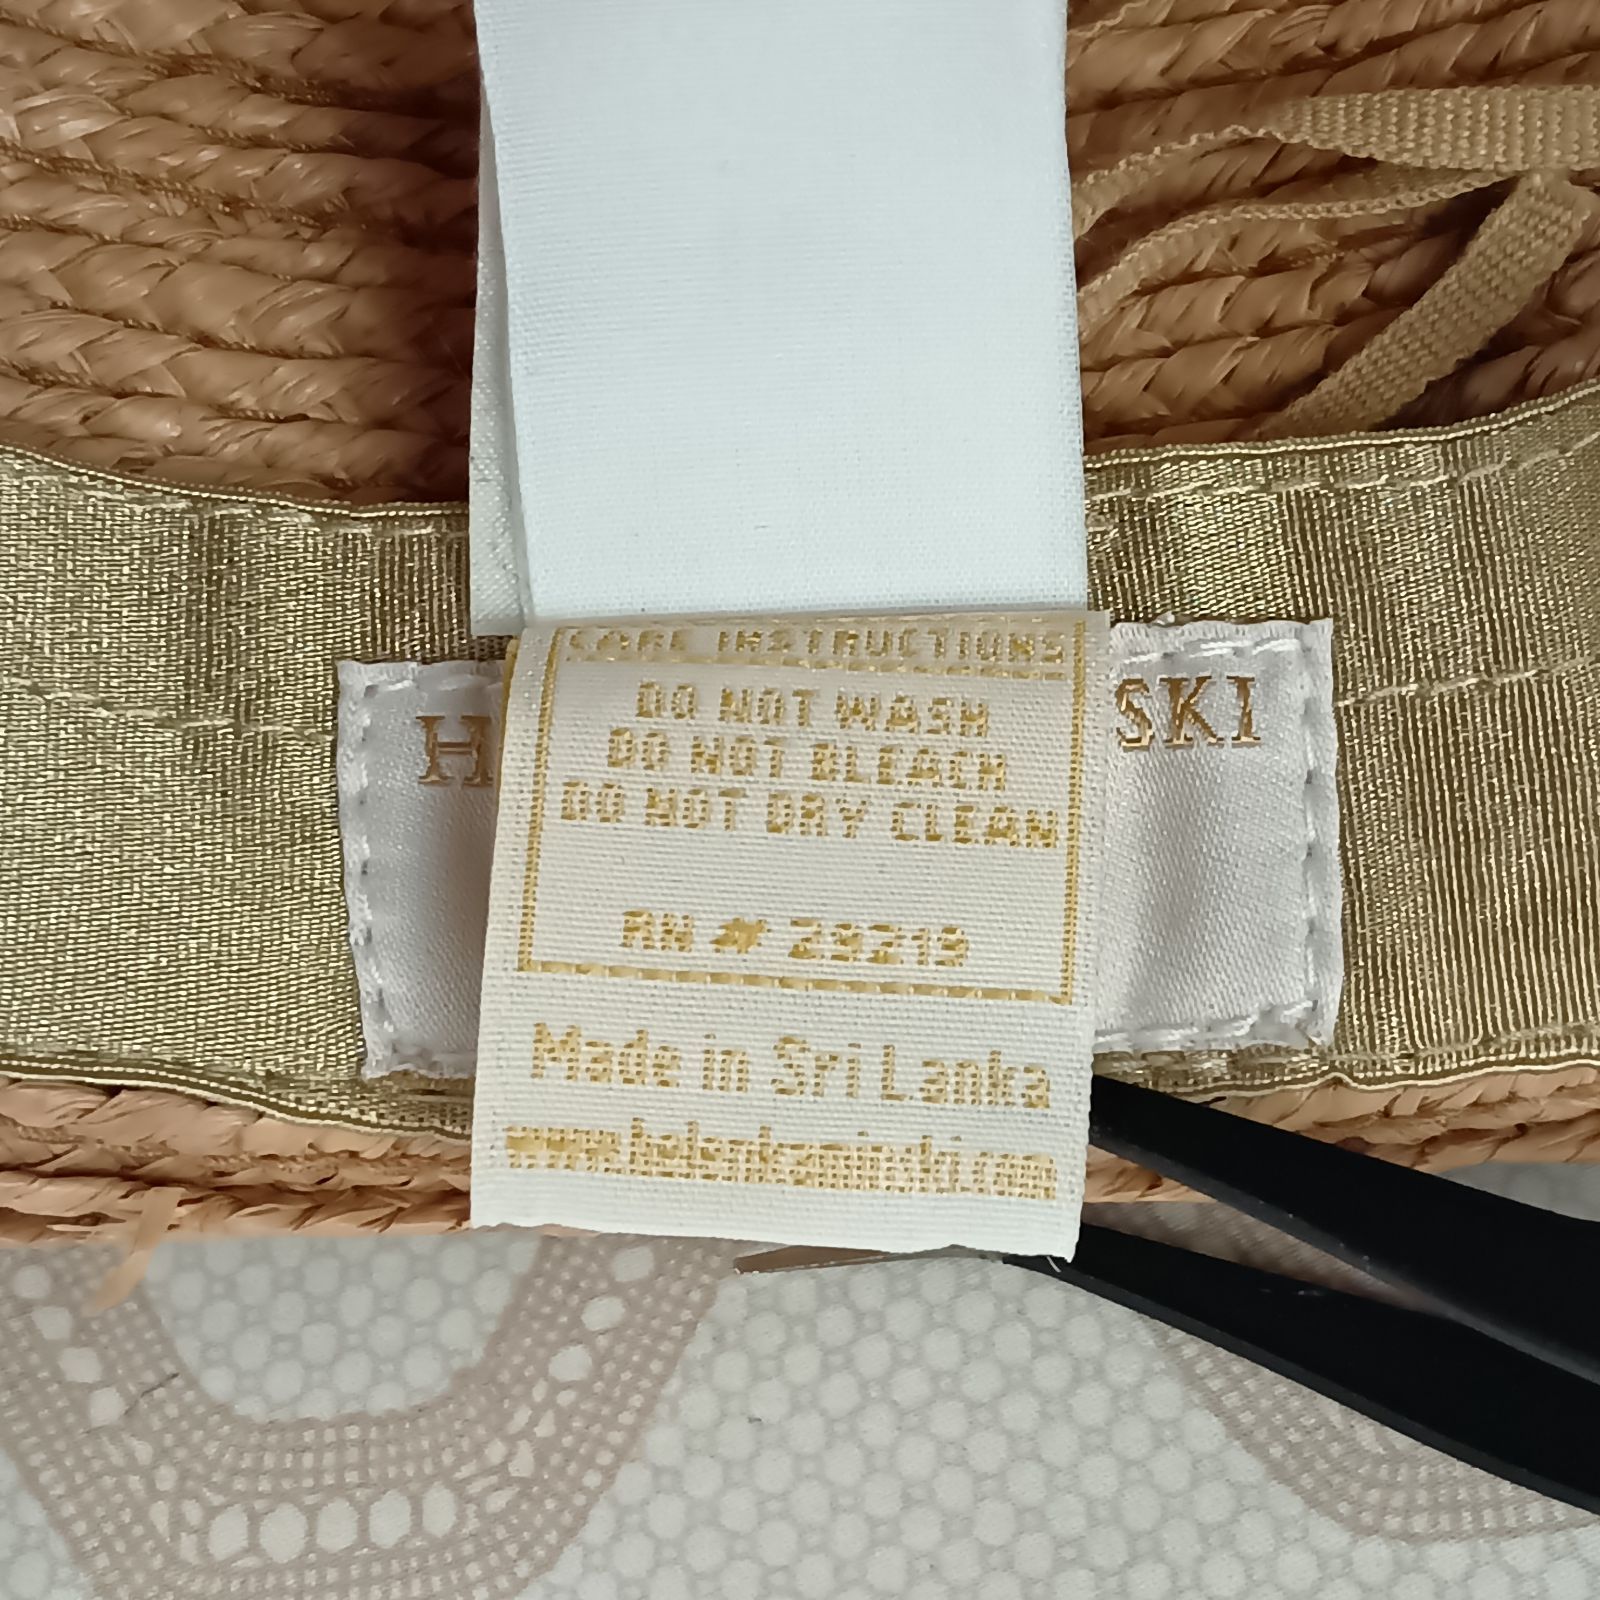 CARE INSTRUCTIONS
DO NOT WASH
DO NOT BLEACH
DO NOT DRY CLEAN
H SKI
RN # 29219
Made in Sri Lanka
www.helenkaminski.com